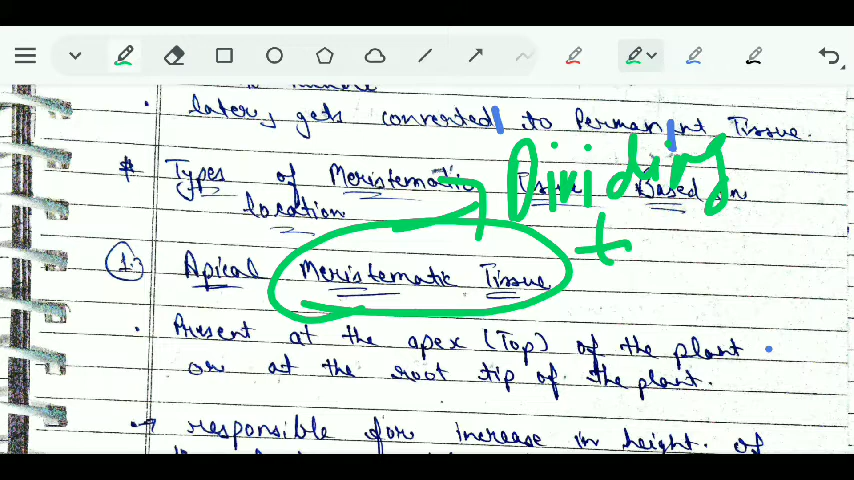 later, gets converted to Permanent Tissue.
Types of Meristematic Tissue Based on
location
Dividing
t
1. Apical Meristematic Tissue
Present at the apex (Top) of the plant
or at the root tip of the plant.
responsible for increase in height. of